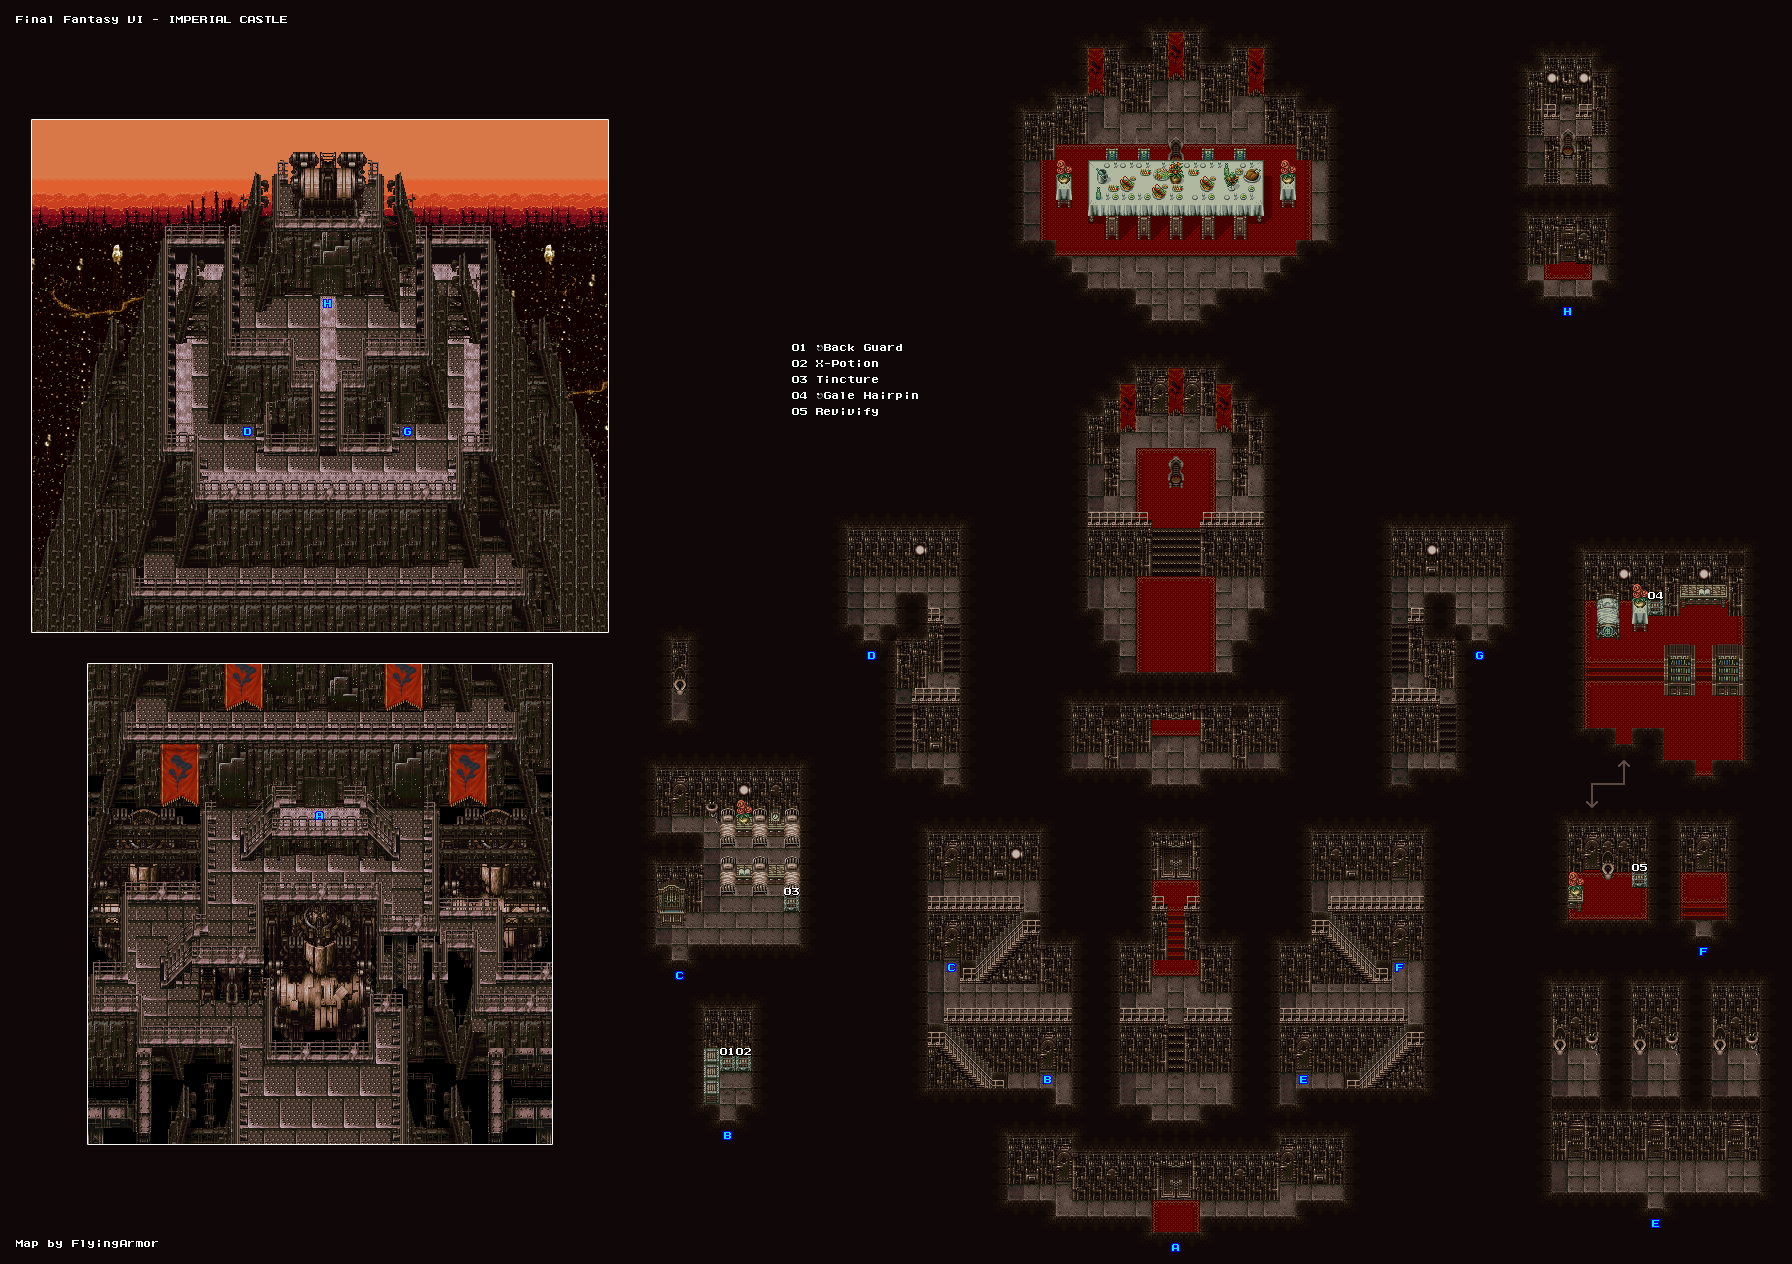 Final Fantasy VI - IMPERIAL CASTLE
H
H
01 Back Guard
02 X-Potion
03 Tincture
04 Gale Hairpin
05 Revivify
D
G
04
D
G
A
05
03
F
C
C
F
0102
B
E
B
E
Map by FlyingArmor
A